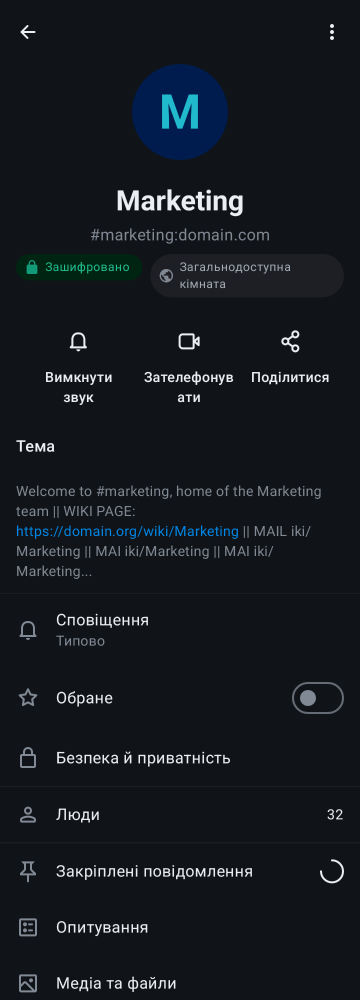 M
Marketing
#marketing:domain.com
Зашифровано
Загальнодоступна
кімната
Вимкнути
звук
Зателефонув
ати
Поділитися
Тема
Welcome to #marketing, home of the Marketing
team || WIKI PAGE:
https://domain.org/wiki/Marketing || MAIL iki/
Marketing || MAI iki/Marketing || MAI iki/
Marketing...
Сповіщення
Типово
Обране
Безпека й приватність
Люди 32
Закріплені повідомлення
Опитування
Медіа та файли